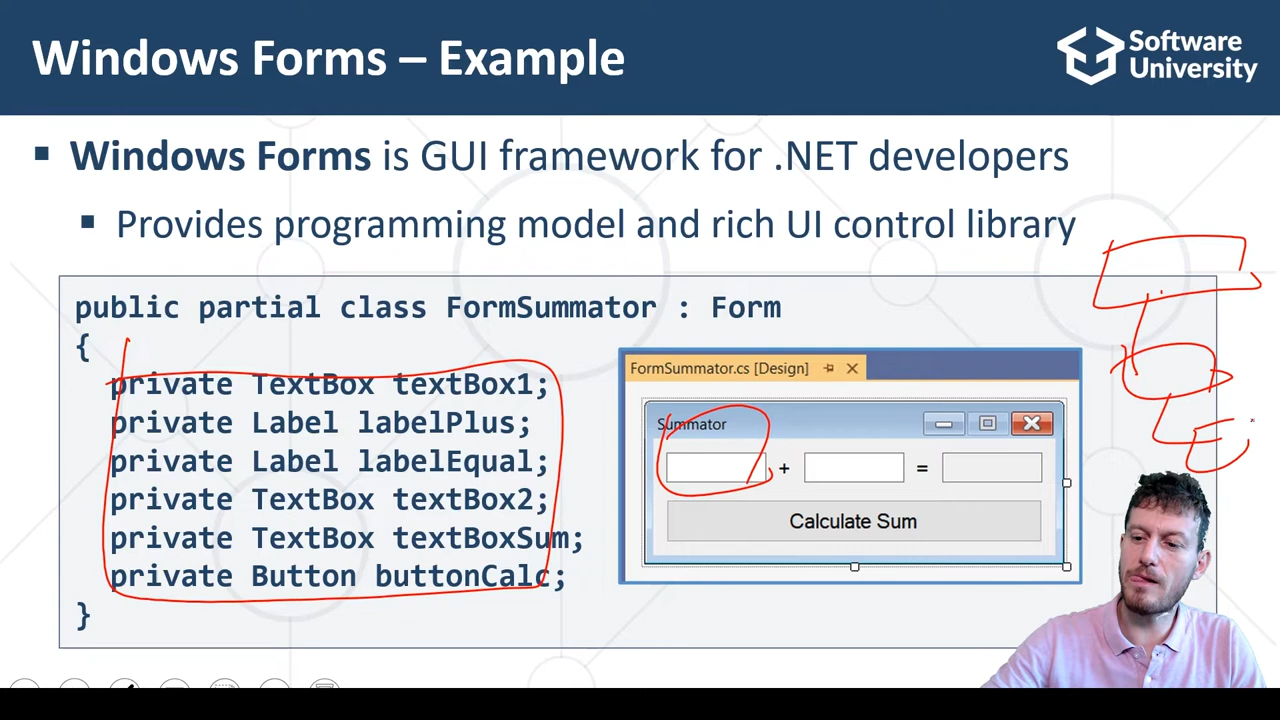 Windows Forms – Example
Software
University
▪ Windows Forms is GUI framework for .NET developers
▪ Provides programming model and rich UI control library
public partial class FormSummator : Form
{
private TextBox textBox1;
private Label labelPlus;
private Label labelEqual;
private TextBox textBox2;
private TextBox textBoxSum;
private Button buttonCalc;
}
FormSummator.cs [Design]
Summator
+ =
Calculate Sum